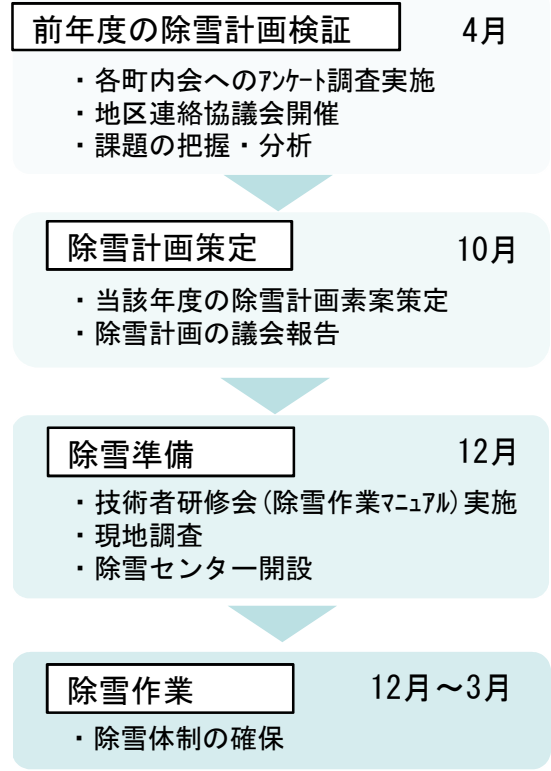 前年度の除雪計画検証 4月
・各町内会へのｱﾝｹｰﾄ調査実施
・地区連絡協議会開催
・課題の把握・分析
除雪計画策定 10月
・当該年度の除雪計画素案策定
・除雪計画の議会報告
除雪準備 12月
・技術者研修会(除雪作業ﾏﾆｭｱﾙ)実施
・現地調査
・除雪センター開設
除雪作業 12月～3月
・除雪体制の確保